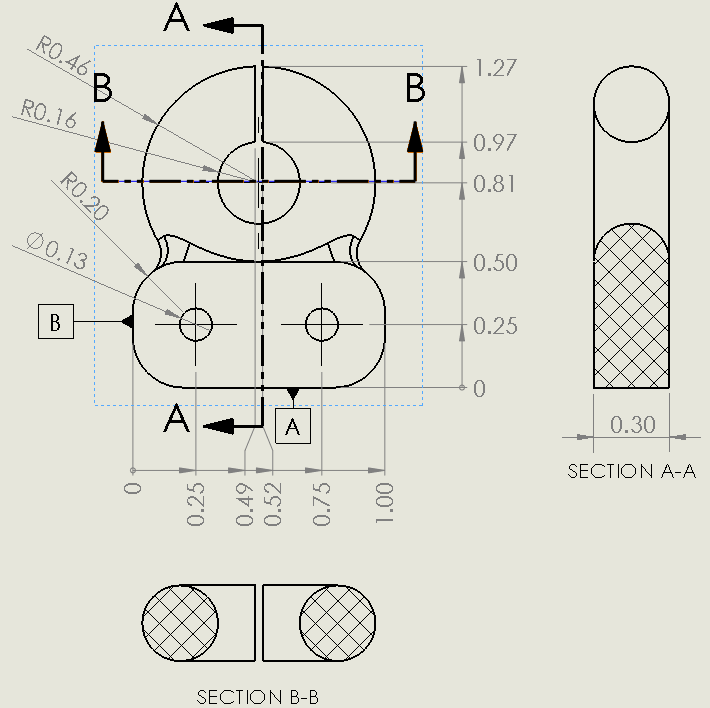 A
R0.46
1.27
B
B
R0.16
0.97
0.81
R0.20
Ø0.13
0.50
B
0.25
0
A
A
0.30
SECTION A-A
0
0.25
0.49
0.52
0.75
1.00
SECTION B-B